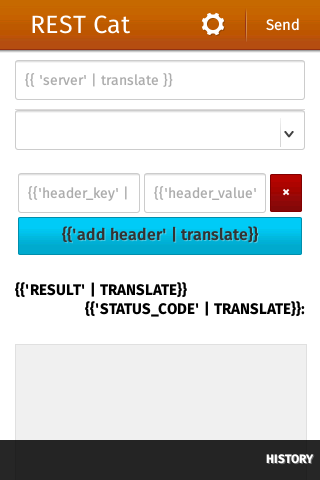 REST Cat
Send
{{ 'server' | translate }}
{{'header_key' |
{{'header_value'
{{'add header' | translate}}
{{'RESULT' | TRANSLATE}}
{{'STATUS_CODE' | TRANSLATE}}:
HISTORY